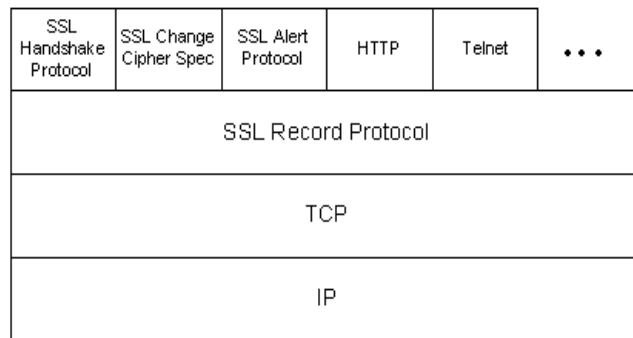 SSL
Handshake
Protocol
SSL Change
Cipher Spec
SSL Alert
Protocol
HTTP
Telnet
...
SSL Record Protocol
TCP
IP